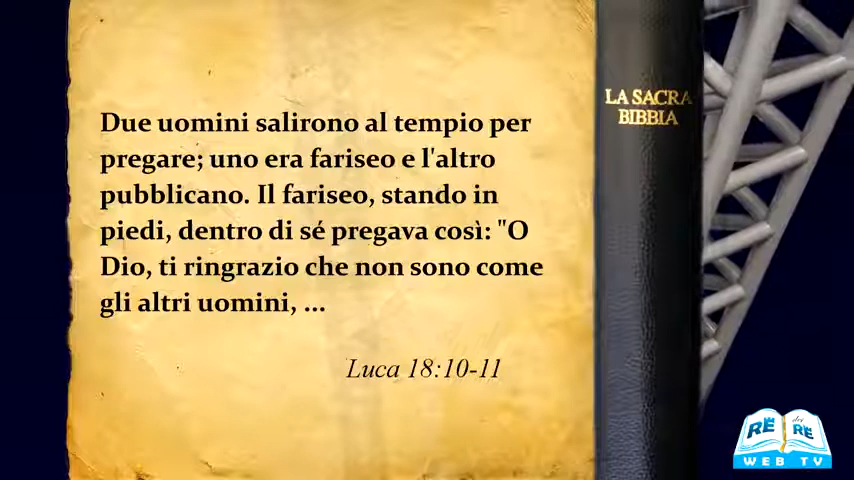 Due uomini salirono al tempio per
pregare; uno era fariseo e l'altro
pubblicano. Il fariseo, stando in
piedi, dentro di sé pregava così: "O
Dio, ti ringrazio che non sono come
gli altri uomini, ...
Luca 18:10-11
LA SACRA
BIBBIA
RE dei RE
WEB TV